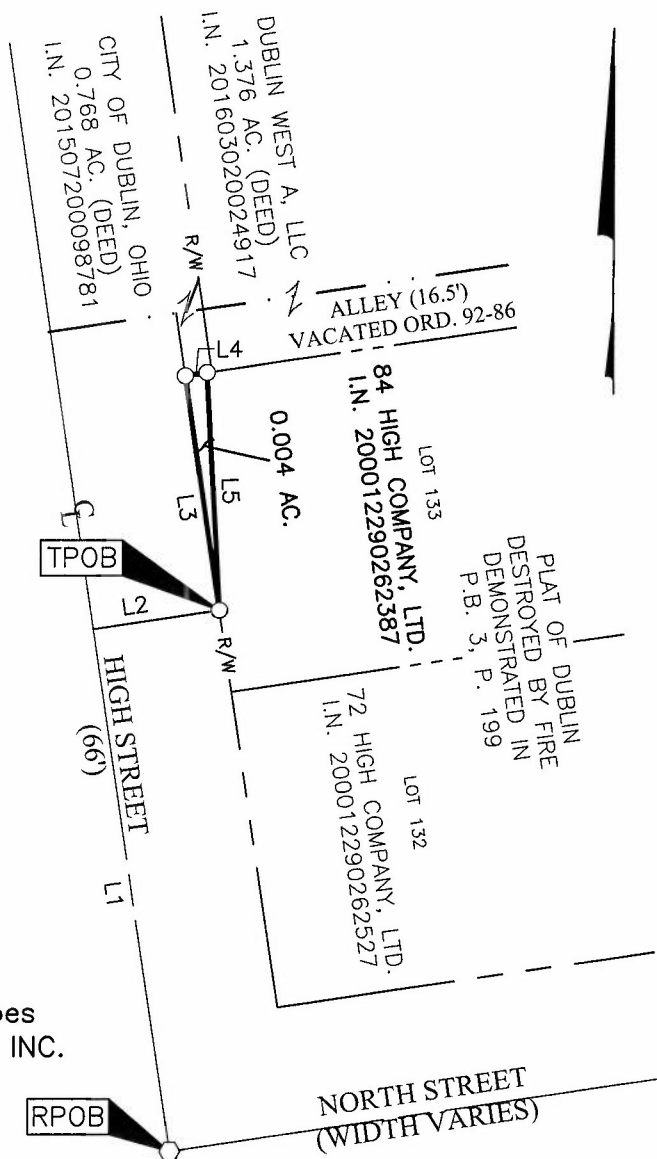 CITY OF DUBLIN, OHIO
0.768 AC. (DEED)
I.N. 201507200098781
DUBLIN WEST A, LLC
1.376 AC. (DEED)
I.N. 201603020024917
R/W
ALLEY (16.5')
VACATED ORD. 92-86
L4
L5
L3
0.004 AC.
LOT 133
84 HIGH COMPANY, LTD.
I.N. 200012290262387
PLAT OF DUBLIN
DESTROYED BY FIRE
DEMONSTRATED IN
P.B. 3, P. 199
CL
TPOB
L2
R/W
HIGH STREET
(66')
L1
LOT 132
72 HIGH COMPANY, LTD.
I.N. 200012290262527
INC.
RPOB
NORTH STREET
(WIDTH VARIES)